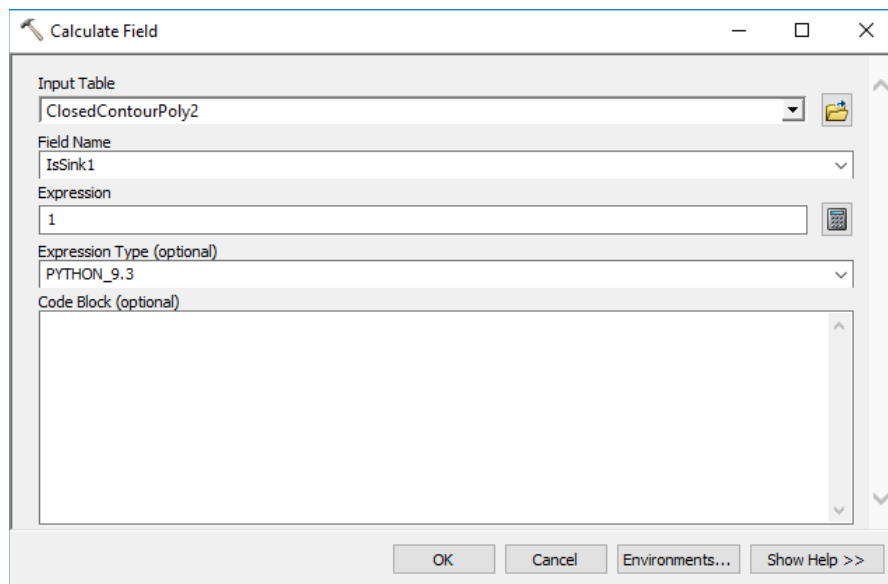 Calculate Field
Input Table
ClosedContourPoly2
Field Name
IsSink1
Expression
1
Expression Type (optional)
PYTHON_9.3
Code Block (optional)
OK Cancel Environments... Show Help >>